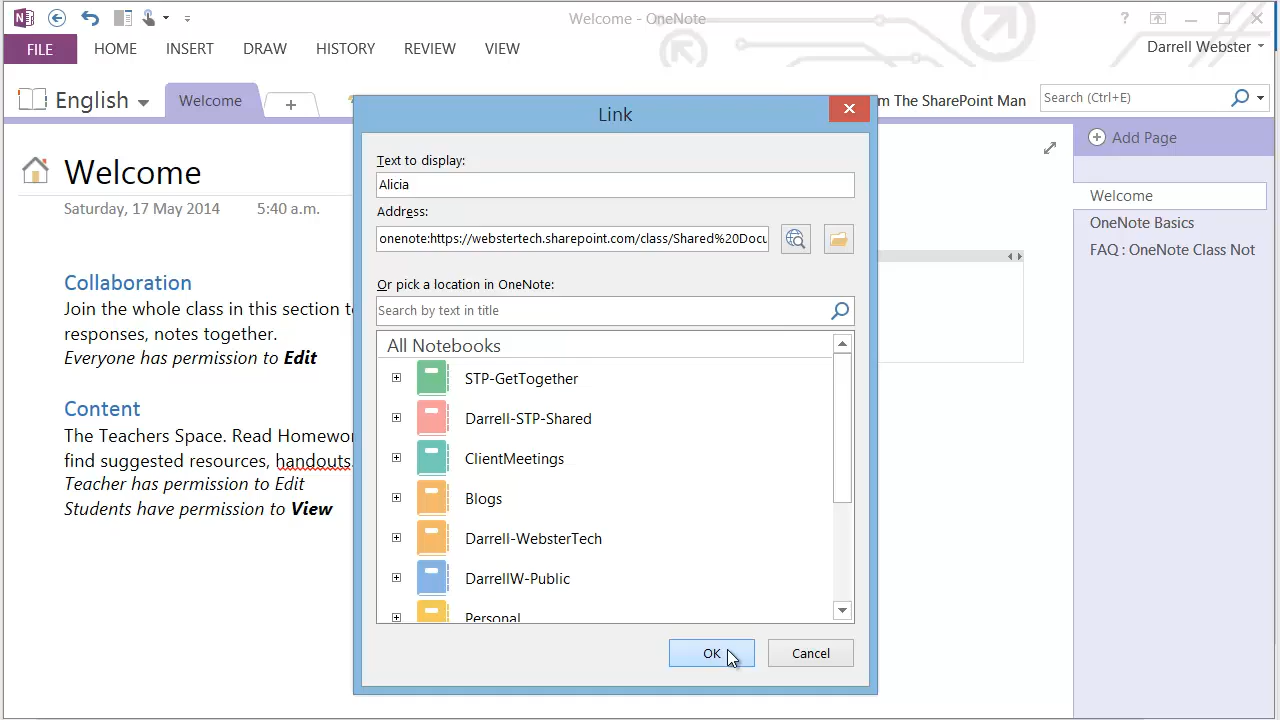 Welcome - OneNote
?
FILE
HOME
INSERT
DRAW
HISTORY
REVIEW
VIEW
Darrell Webster
English
Welcome
+
m The SharePoint Man
Search (Ctrl+E)
Link
Text to display:
Alicia
Address:
onenote:https://webstertech.sharepoint.com/class/Shared%20Docu
Or pick a location in OneNote:
Search by text in title
All Notebooks
STP-GetTogether
Darrell-STP-Shared
ClientMeetings
Blogs
Darrell-WebsterTech
DarrellW-Public
Personal
OK
Cancel
Welcome
Saturday, 17 May 2014 5:40 a.m.
Collaboration
Join the whole class in this section t
responses, notes together.
Everyone has permission to Edit
Content
The Teachers Space. Read Homewor
find suggested resources, handouts.
Teacher has permission to Edit
Students have permission to View
Add Page
Welcome
OneNote Basics
FAQ : OneNote Class Not